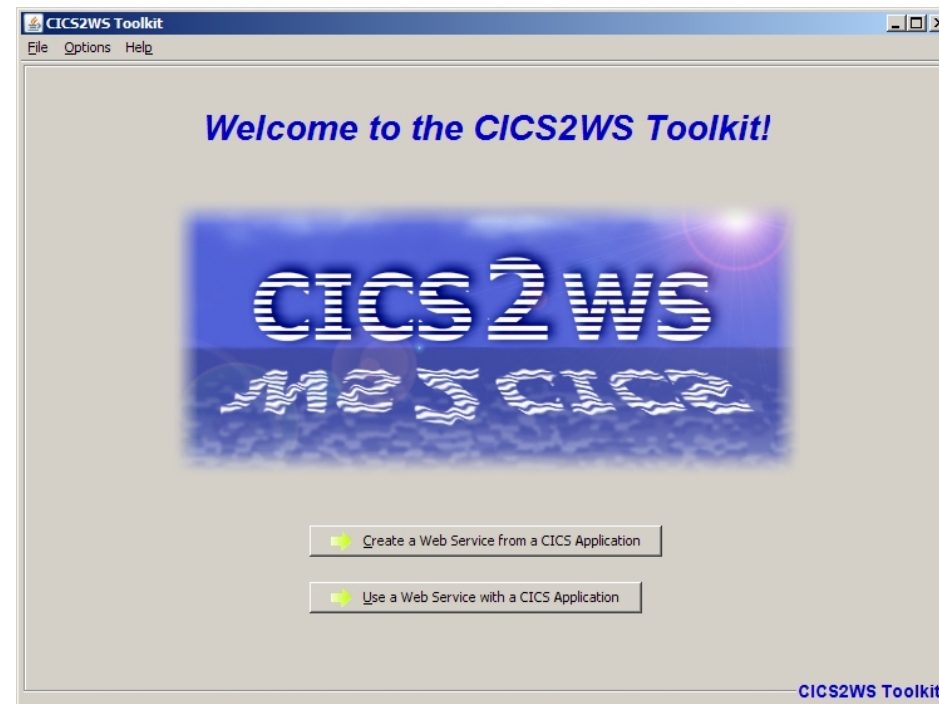 CICS2WS Toolkit
File Options Help
Welcome to the CICS2WS Toolkit!
CICS2WS
Create a Web Service from a CICS Application
Use a Web Service with a CICS Application
CICS2WS Toolkit